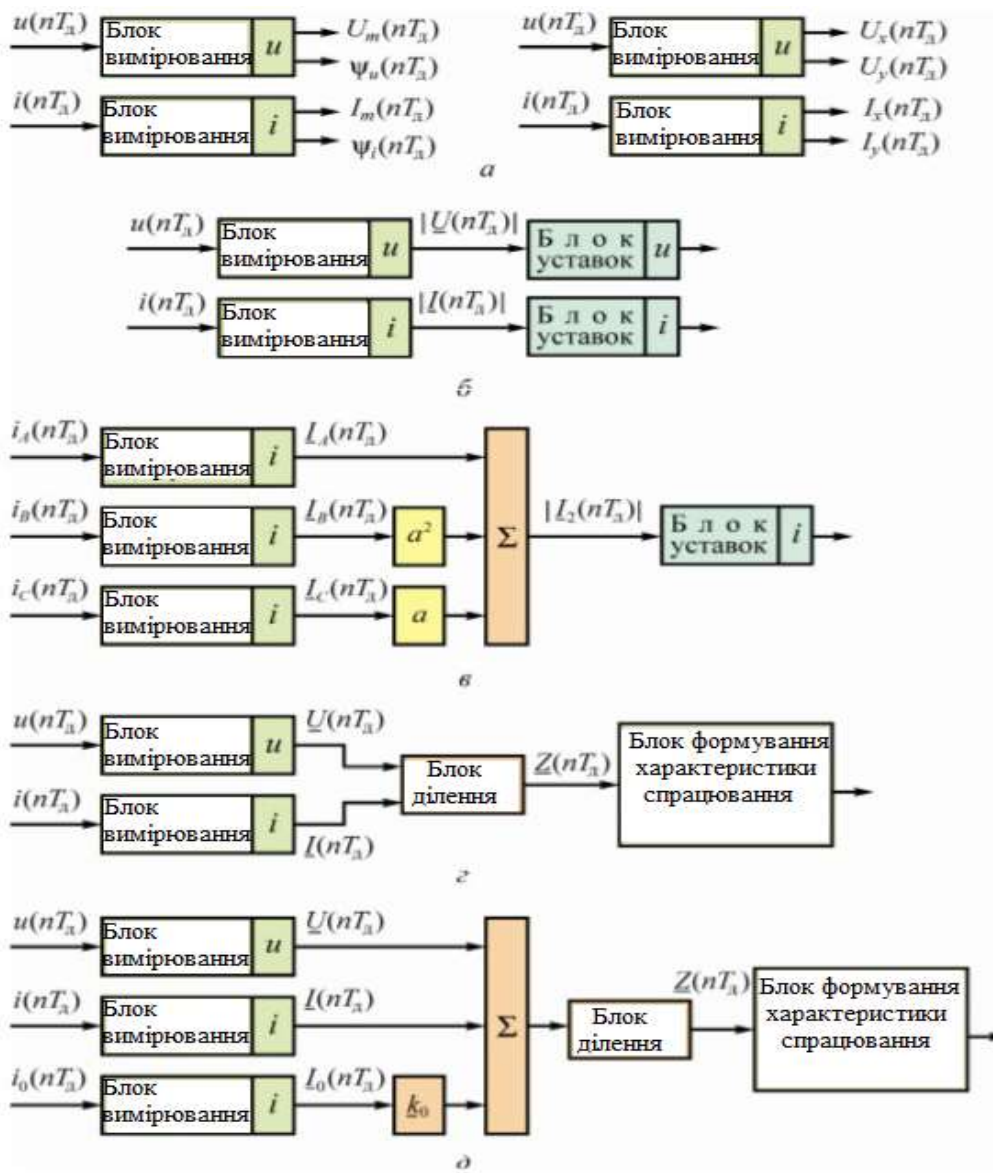 u(nTд) Блок вимірювання u Um(nTд) ψu(nTд)
u(nTд) Блок вимірювання u Ux(nTд) Uy(nTд)
i(nTд) Блок вимірювання i Im(nTд) ψi(nTд)
i(nTд) Блок вимірювання i Ix(nTд) Iy(nTд)
а
u(nTд) Блок вимірювання u |U(nTд)| Блок уставок u
i(nTд) Блок вимірювання i |I(nTд)| Блок уставок i
б
iA(nTд) Блок вимірювання i IA(nTд)
iB(nTд) Блок вимірювання i IB(nTд) a² Σ |I2(nTд)| Блок уставок i
iC(nTд) Блок вимірювання i IC(nTд) a
в
u(nTд) Блок вимірювання u U(nTд)
Блок ділення Z(nTд) Блок формування характеристики спрацювання
i(nTд) Блок вимірювання i I(nTд)
г
u(nTд) Блок вимірювання u U(nTд)
i(nTд) Блок вимірювання i I(nTд) Σ Блок ділення Z(nTд) Блок формування характеристики спрацювання
i0(nTд) Блок вимірювання i I0(nTд) k0
д